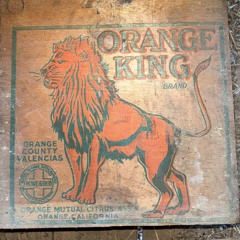 ORANGE
KING
BRAND
ORANGE
COUNTY
VALENCIAS
ORANGE MUTUAL CITRUS
ORANGE, CALIFORNIA